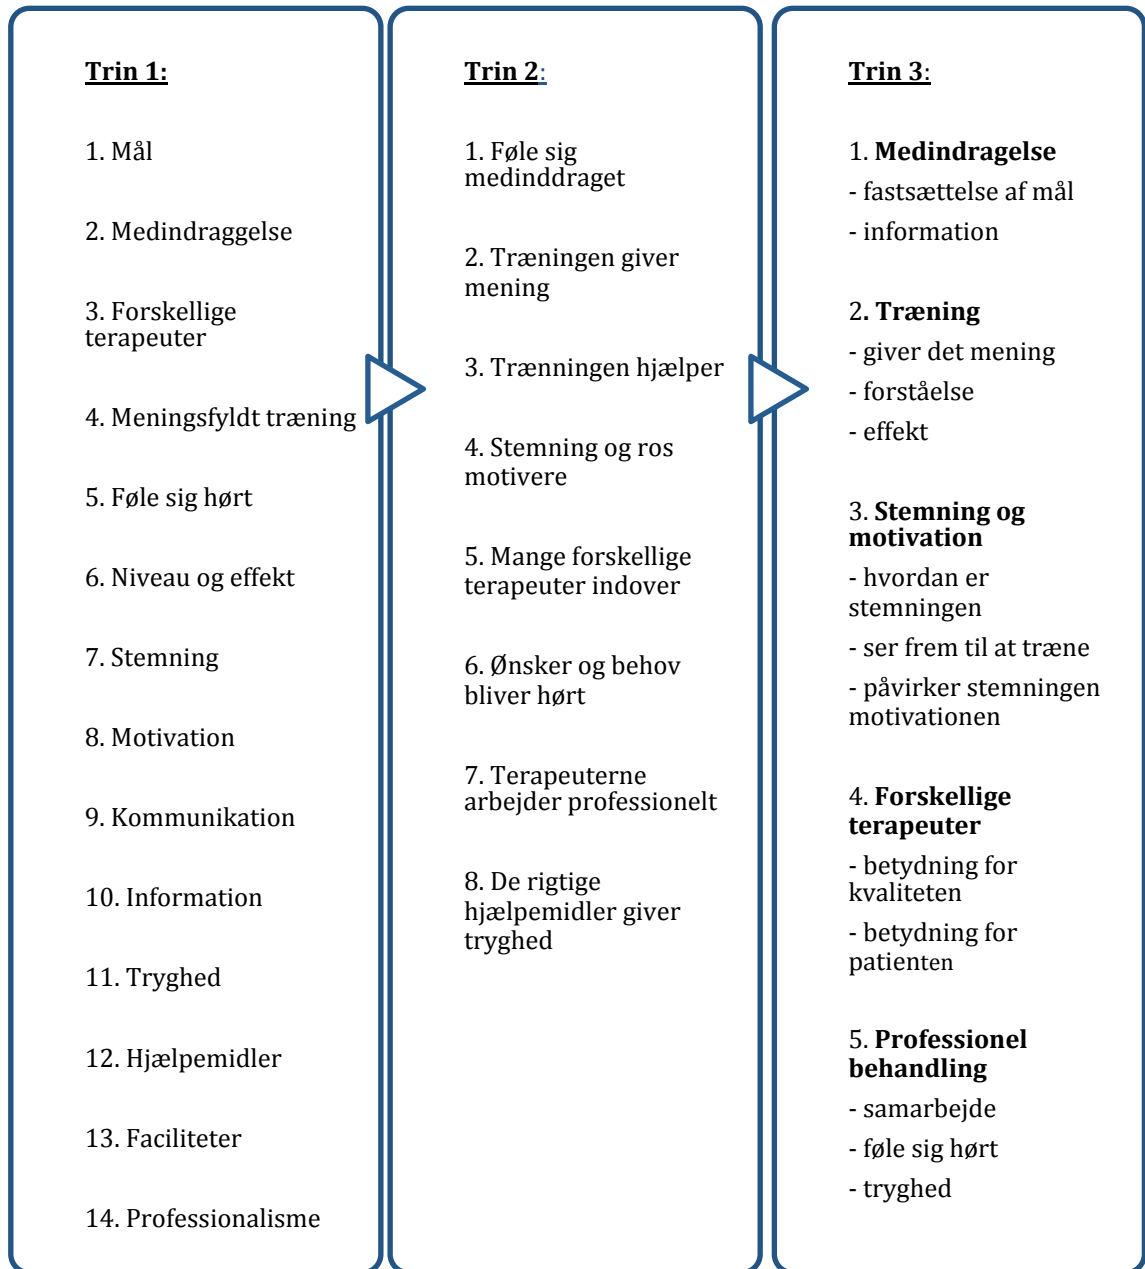 Trin 1:
1. Mål
2. Medindraggelse
3. Forskellige
terapeuter
4. Meningsfyldt træning
5. Føle sig hørt
6. Niveau og effekt
7. Stemning
8. Motivation
9. Kommunikation
10. Information
11. Tryghed
12. Hjælpemidler
13. Faciliteter
14. Professionalisme
Trin 2:
1. Føle sig
medinddraget
2. Træningen giver
mening
3. Trænningen hjælper
4. Stemning og ros
motivere
5. Mange forskellige
terapeuter indover
6. Ønsker og behov
bliver hørt
7. Terapeuterne
arbejder professionelt
8. De rigtige
hjælpemidler giver
tryghed
Trin 3:
1. Medindragelse
- fastsættelse af mål
- information
2. Træning
- giver det mening
- forståelse
- effekt
3. Stemning og
motivation
- hvordan er
stemningen
- ser frem til at træne
- påvirker stemningen
motivationen
4. Forskellige
terapeuter
- betydning for
kvaliteten
- betydning for
patienten
5. Professionel
behandling
- samarbejde
- føle sig hørt
- tryghed